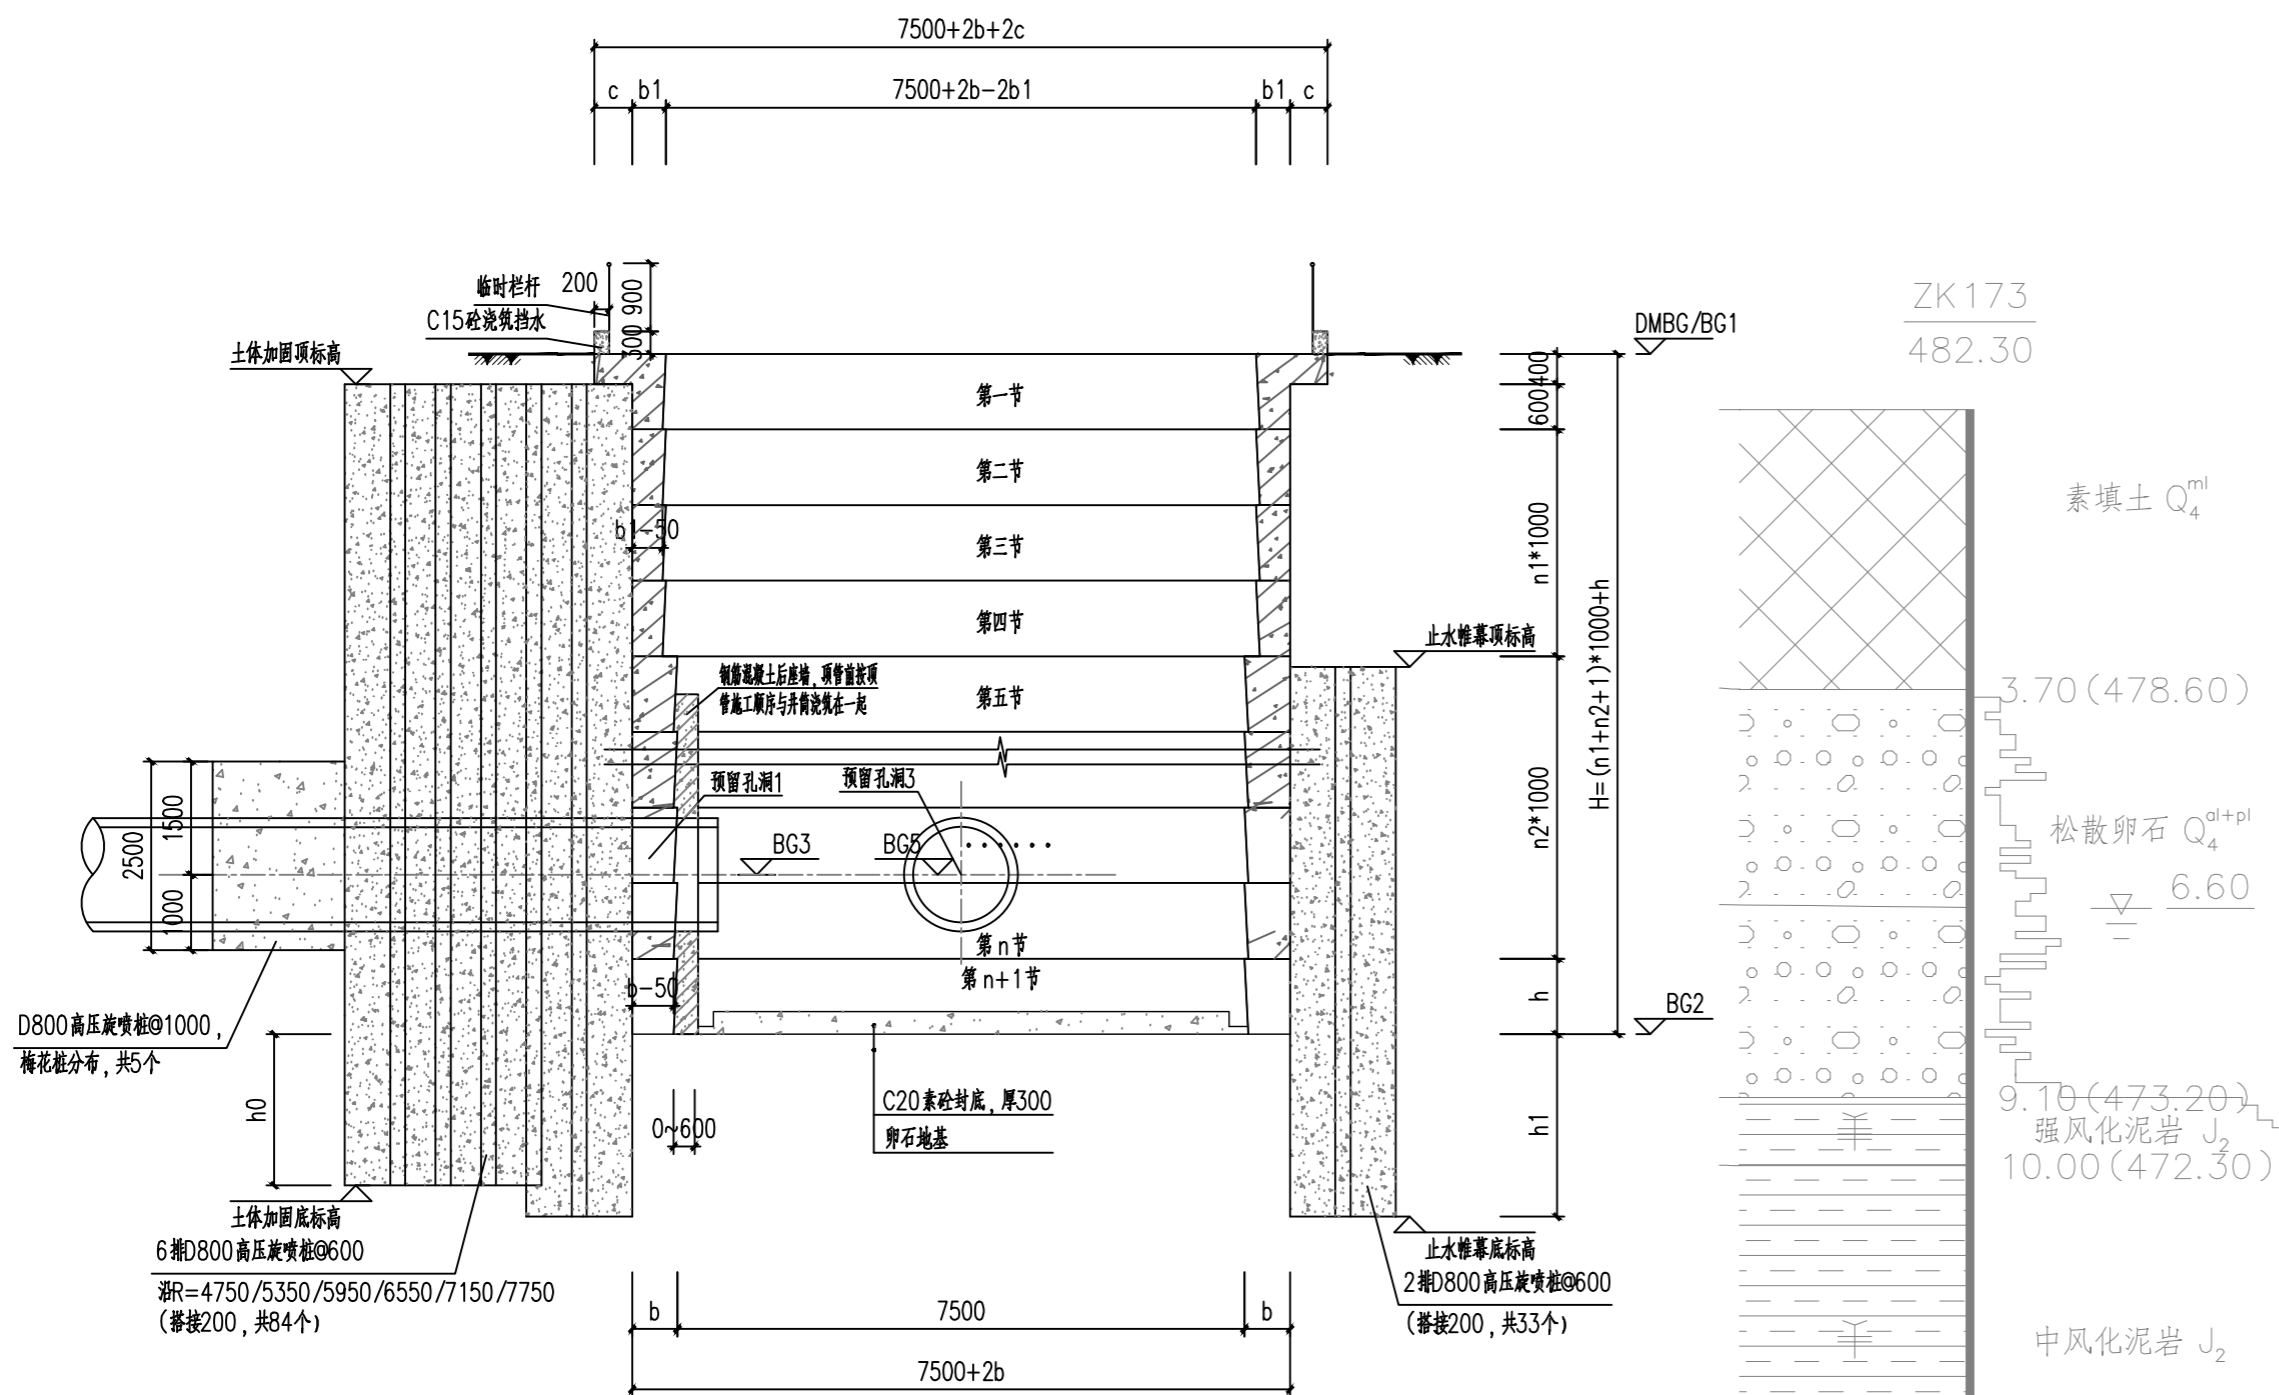 7500+2b+2c
c
b1
7500+2b-2b1
b1
c
临时栏杆
200
900
300
C15砼浇筑挡水
土体加固顶标高
DMBG/BG1
ZK173
482.30
400
600
第一节
第二节
素填土 Q4ml
b1-50
第三节
n1*1000
H=(n1+n2+1)*1000+h
第四节
止水帷幕顶标高
钢筋混凝土后座墙,顶管前按顶
管施工顺序与井筒浇筑在一起
第五节
3.70(478.60)
预留孔洞1
预留孔洞3
2500
1500
1000
n2*1000
松散卵石 Q4al+pl
BG3
BG5
6.60
第n节
第n+1节
b-50
h
BG2
D800高压旋喷桩@1000,
梅花桩分布,共5个
h0
C20素砼封底,厚300
卵石地基
0~600
h1
9.10(473.20)
强风化泥岩 J2
10.00(472.30)
土体加固底标高
6排D800高压旋喷桩@600
沿R=4750/5350/5950/6550/7150/7750
(搭接200,共84个)
止水帷幕底标高
2排D800高压旋喷桩@600
(搭接200,共33个)
b
7500
b
中风化泥岩 J2
7500+2b